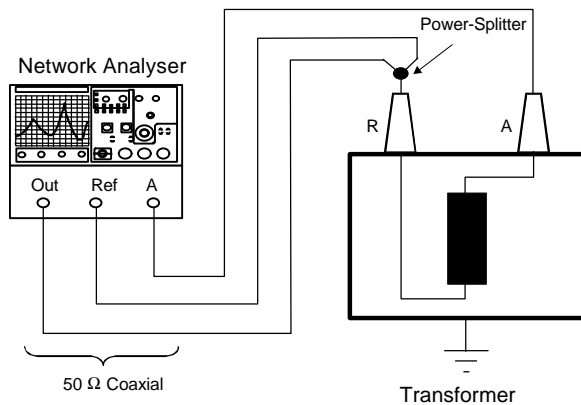 Power-Splitter
Network Analyser
R
A
Out Ref A
50 Ω Coaxial
Transformer